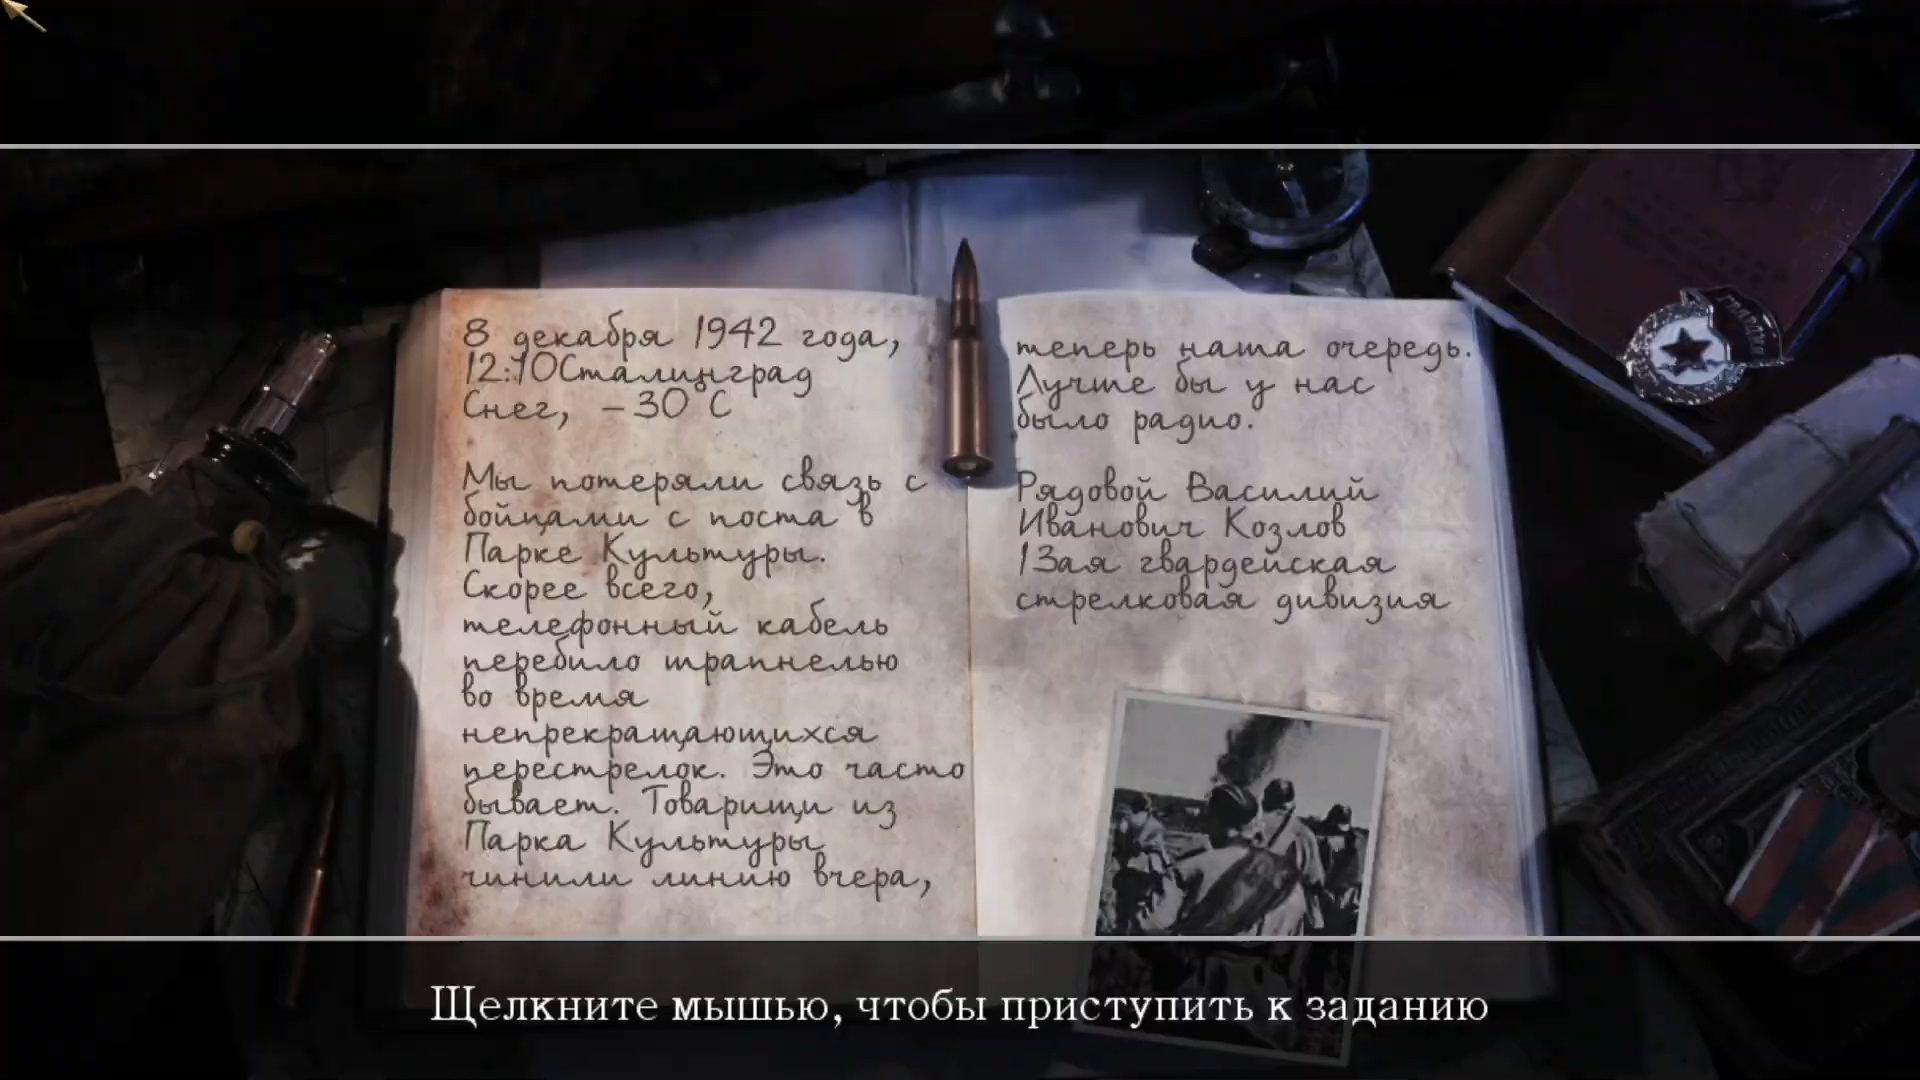 8 декабря 1942 года,
12:10Сталинград
Снег, -30°C
Мы потеряли связь с
бойцами с поста в
Парке Культуры.
Скорее всего,
телефонный кабель
перебило шрапнелью
во время
непрекращающихся
перестрелок. Это часто
бывает. Товарищи из
Парка Культуры
чинили линию вчера,
теперь наша очередь.
Лучше бы у нас
было радио.
Рядовой Василий
Иванович Козлов
13ая гвардейская
стрелковая дивизия
ГВАРДИЯ
Щелкните мышью, чтобы приступить к заданию